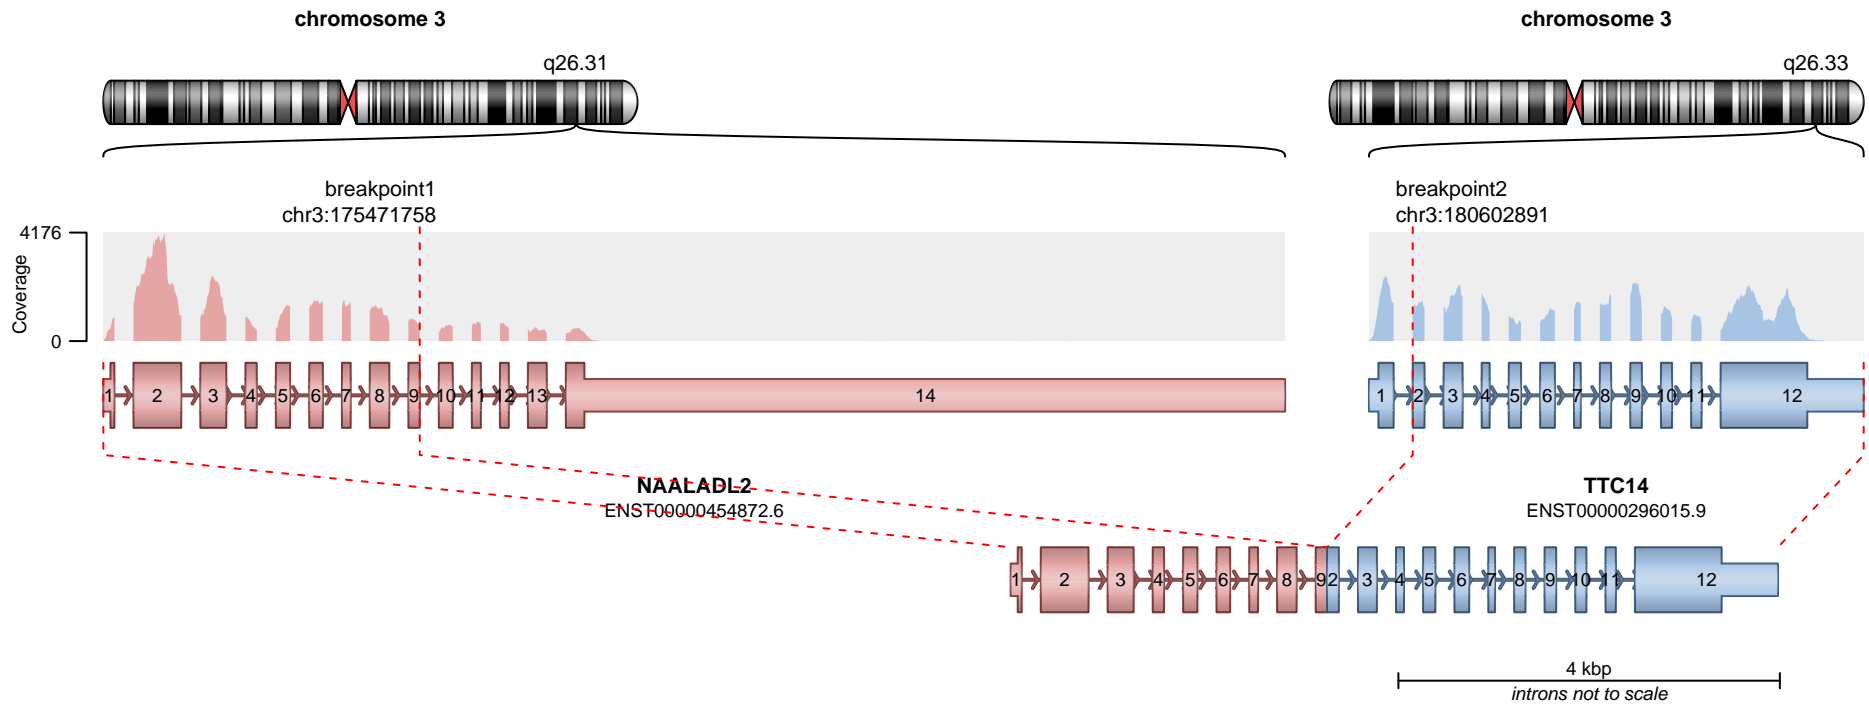 chromosome 3
chromosome 3
q26.31
q26.33
breakpoint1
chr3:175471758
breakpoint2
chr3:180602891
4176
Coverage
0
1 2 3 4 5 6 7 8 9 10 11 12 13 14
1 2 3 4 5 6 7 8 9 10 11 12
NAALADL2
ENST00000454872.6
TTC14
ENST00000296015.9
1 2 3 4 5 6 7 8 9 2 3 4 5 6 7 8 9 10 11 12
4 kbp
introns not to scale